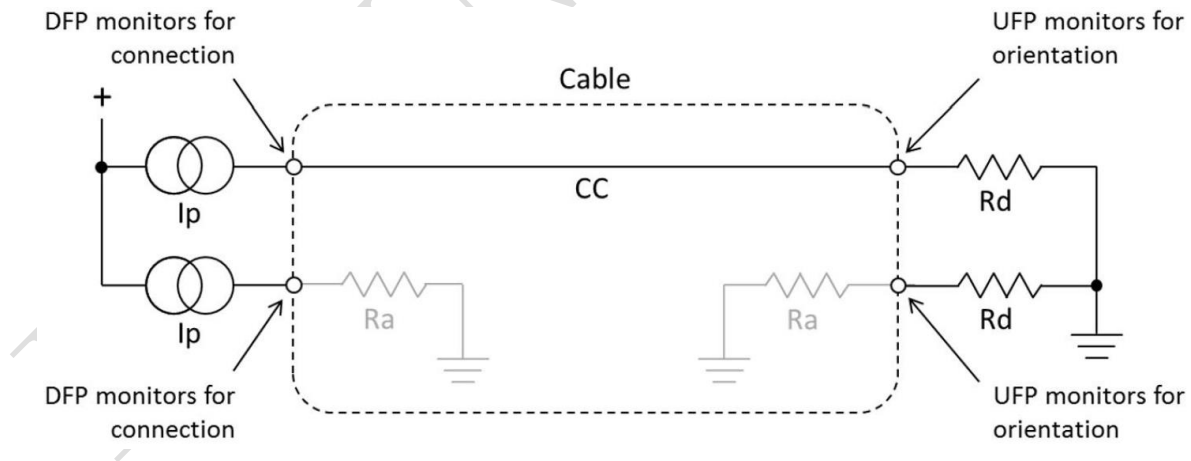 DFP monitors for
connection
UFP monitors for
orientation
Cable
+
CC
Ip
Rd
Ra
Ra
Ip
Rd
DFP monitors for
connection
UFP monitors for
orientation